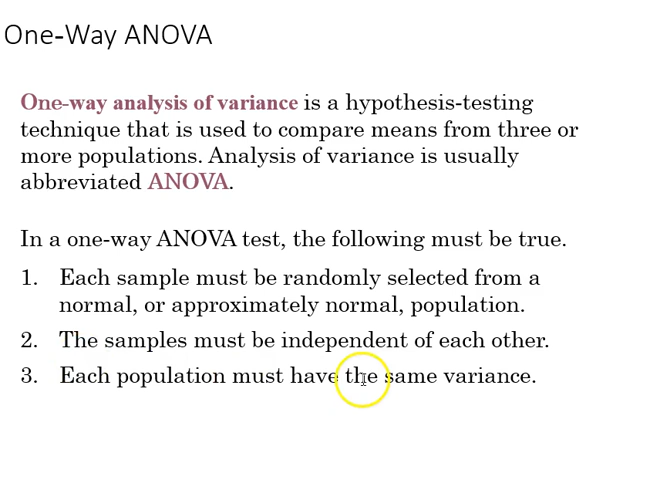 One-Way ANOVA
One-way analysis of variance is a hypothesis-testing
technique that is used to compare means from three or
more populations. Analysis of variance is usually
abbreviated ANOVA.
In a one-way ANOVA test, the following must be true.
1. Each sample must be randomly selected from a
normal, or approximately normal, population.
2. The samples must be independent of each other.
3. Each population must have the same variance.